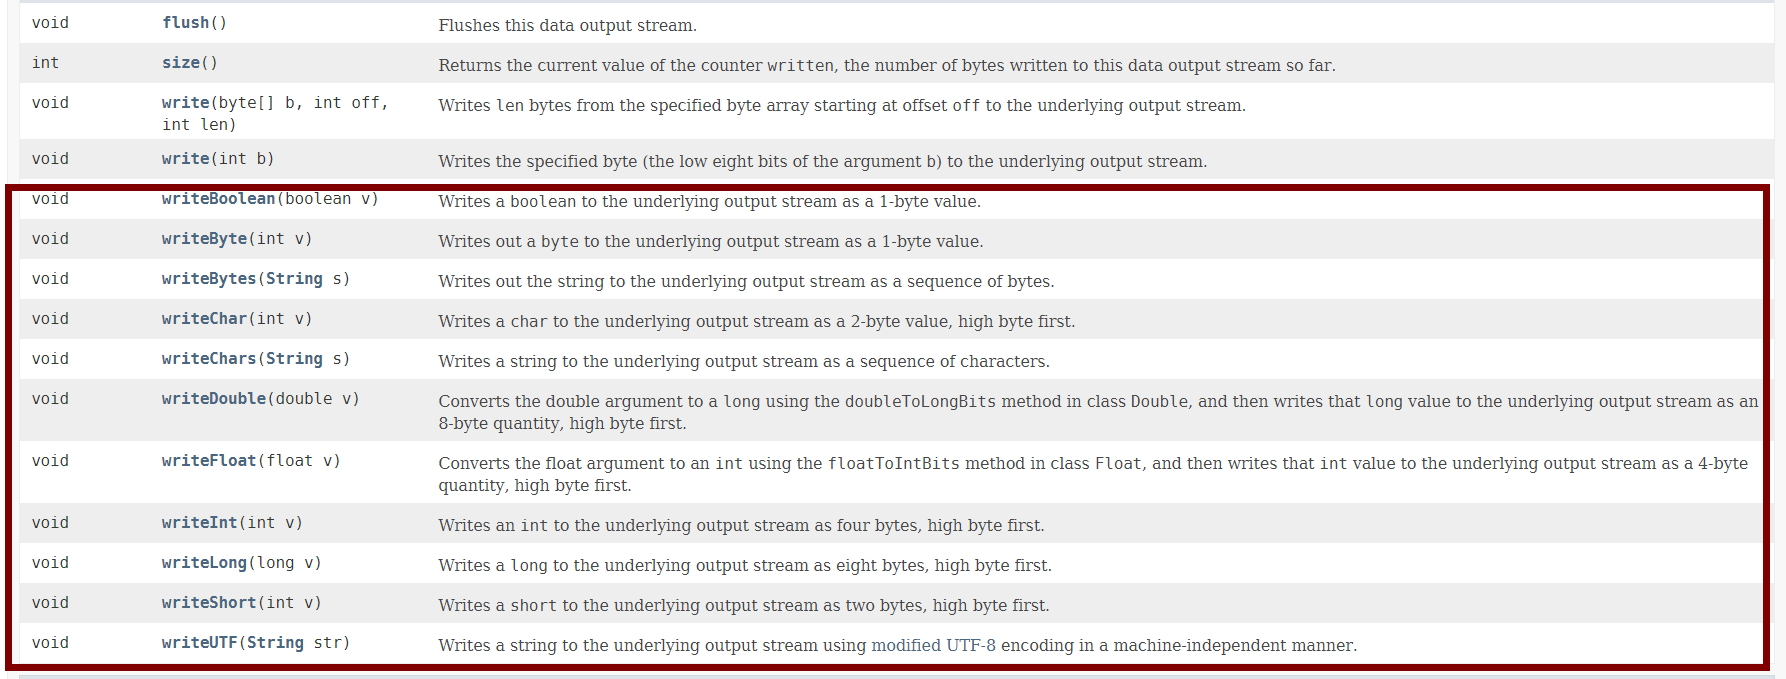 void flush() Flushes this data output stream.
int size() Returns the current value of the counter written, the number of bytes written to this data output stream so far.
void write(byte[] b, int off, Writes len bytes from the specified byte array starting at offset off to the underlying output stream.
int len)
void write(int b) Writes the specified byte (the low eight bits of the argument b) to the underlying output stream.
void writeBoolean(boolean v) Writes a boolean to the underlying output stream as a 1-byte value.
void writeByte(int v) Writes out a byte to the underlying output stream as a 1-byte value.
void writeBytes(String s) Writes out the string to the underlying output stream as a sequence of bytes.
void writeChar(int v) Writes a char to the underlying output stream as a 2-byte value, high byte first.
void writeChars(String s) Writes a string to the underlying output stream as a sequence of characters.
void writeDouble(double v) Converts the double argument to a long using the doubleToLongBits method in class Double, and then writes that long value to the underlying output stream as an
8-byte quantity, high byte first.
void writeFloat(float v) Converts the float argument to an int using the floatToIntBits method in class Float, and then writes that int value to the underlying output stream as a 4-byte
quantity, high byte first.
void writeInt(int v) Writes an int to the underlying output stream as four bytes, high byte first.
void writeLong(long v) Writes a long to the underlying output stream as eight bytes, high byte first.
void writeShort(int v) Writes a short to the underlying output stream as two bytes, high byte first.
void writeUTF(String str) Writes a string to the underlying output stream using modified UTF-8 encoding in a machine-independent manner.